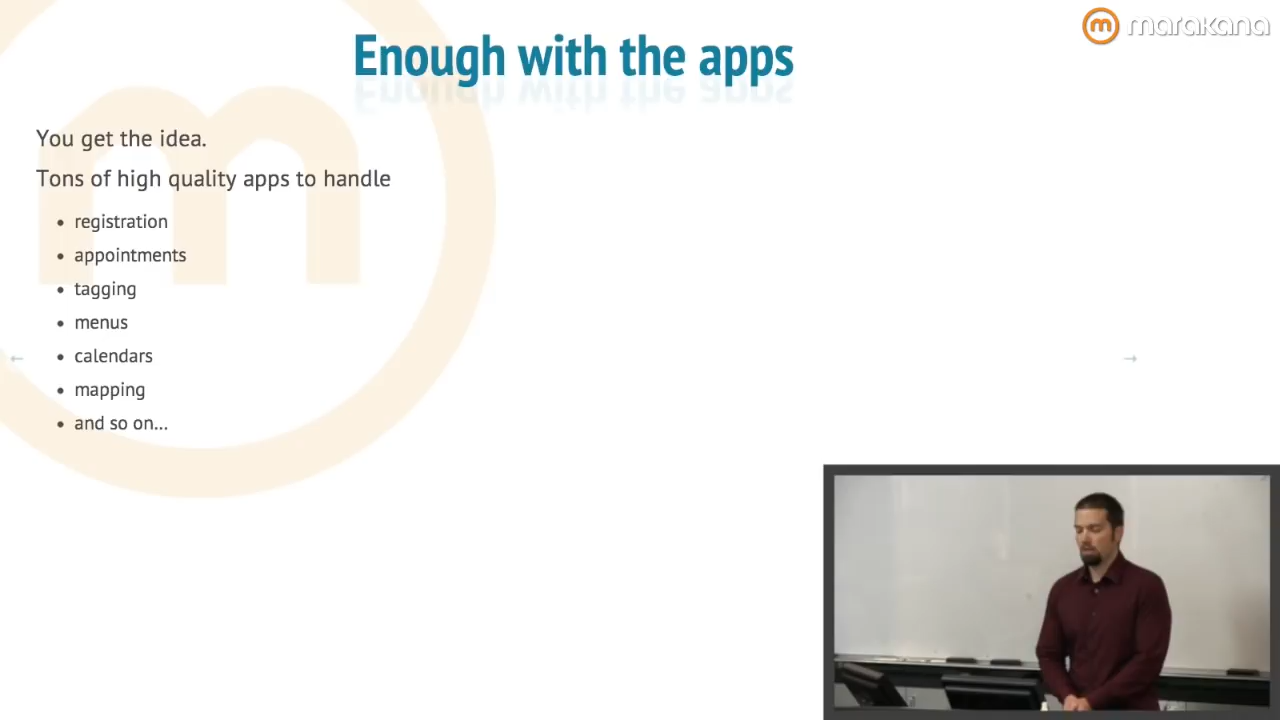 marakana
Enough with the apps
You get the idea.
Tons of high quality apps to handle
• registration
• appointments
• tagging
• menus
• calendars
• mapping
• and so on...